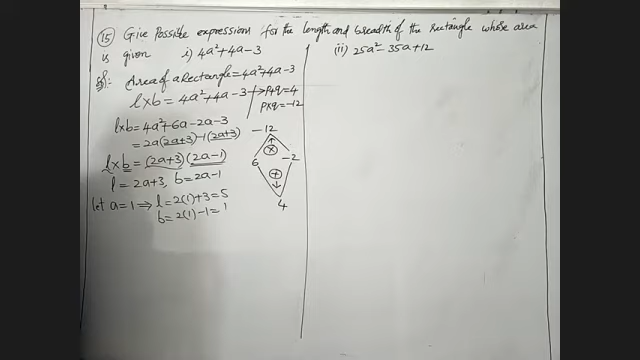 (15) Give Possible expressions for the length and breadth of the rectangle whose area
is given i) 4a²+4a-3
(ii) 25a²-35a+12
Sol:- Area of a Rectangle = 4a²+4a-3
l×b = 4a²+4a-3 → p+q=4
p×q=-12
l×b = 4a²+6a-2a-3
= 2a(2a+3)-1(2a+3)
l×b = (2a+3)(2a-1)
l = 2a+3, b = 2a-1
let a=1 ⇒ l = 2(1)+3=5
b = 2(1)-1=1
-12
×
6 -2
+
4